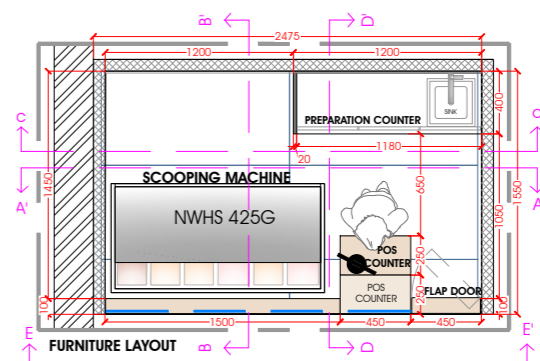 B' D'
2475
1200 1200
400
PREPARATION COUNTER
SINK
C C'
1180
20
SCOOPING MACHINE
A' A
1450
650
1050
1550
NWHS 425G
POS
COUNTER
250
POS
COUNTER
250
FLAP DOOR
100 100
1500 450 450
E E'
B D
FURNITURE LAYOUT